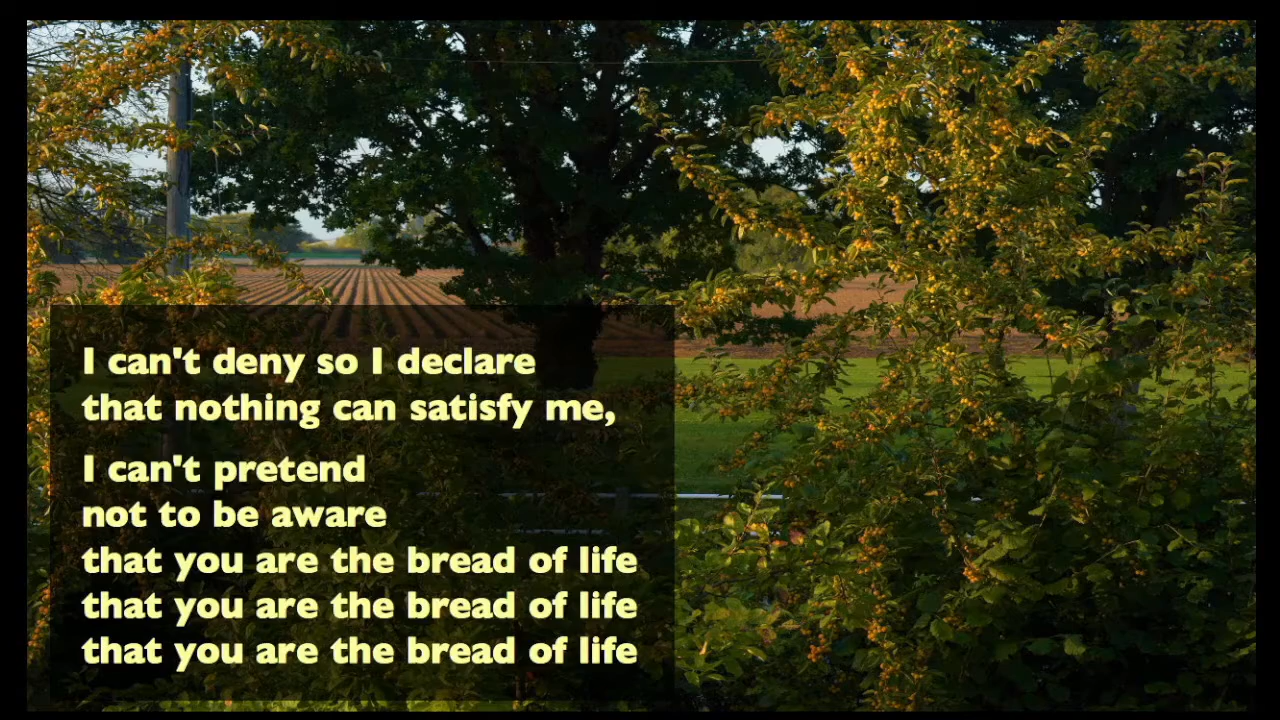 I can't deny so I declare
that nothing can satisfy me,
I can't pretend
not to be aware
that you are the bread of life
that you are the bread of life
that you are the bread of life